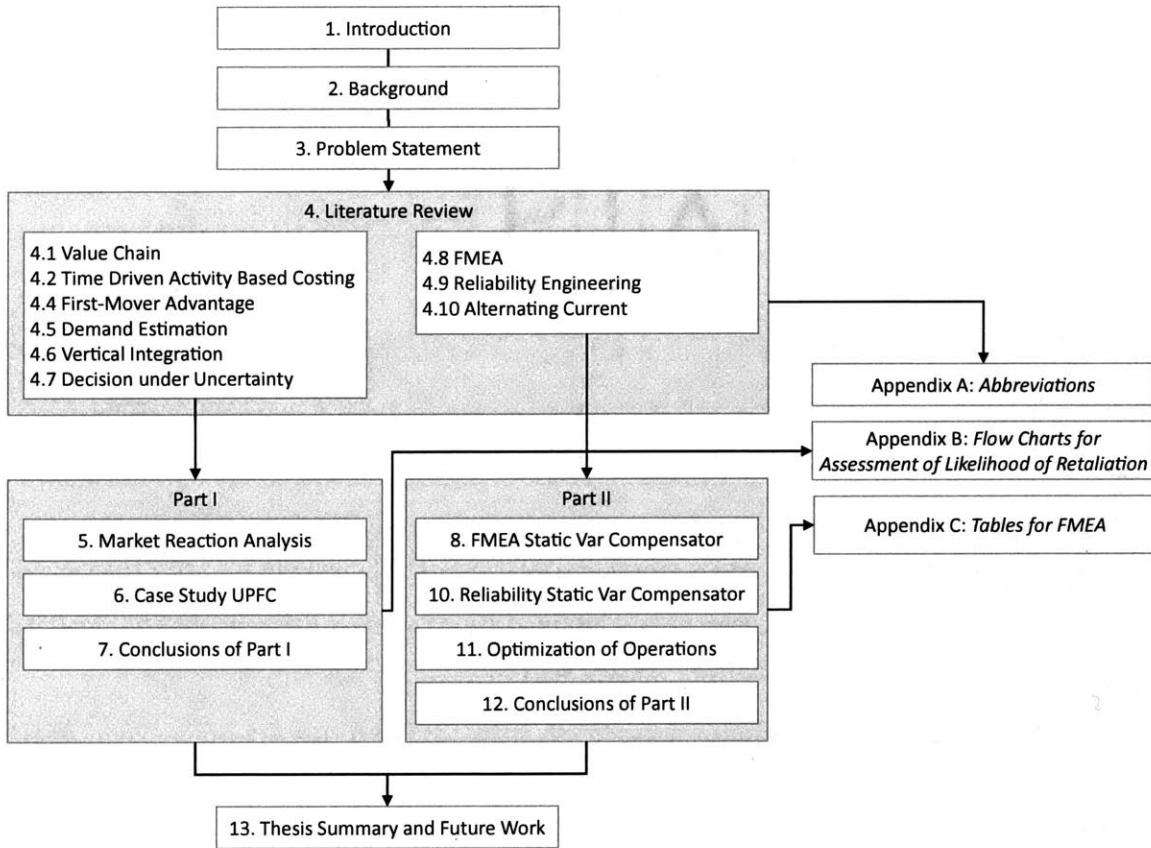 1. Introduction
2. Background
3. Problem Statement
4. Literature Review
4.1 Value Chain
4.2 Time Driven Activity Based Costing
4.4 First-Mover Advantage
4.5 Demand Estimation
4.6 Vertical Integration
4.7 Decision under Uncertainty
4.8 FMEA
4.9 Reliability Engineering
4.10 Alternating Current
Appendix A: Abbreviations
Appendix B: Flow Charts for
Assessment of Likelihood of Retaliation
Appendix C: Tables for FMEA
Part I
5. Market Reaction Analysis
6. Case Study UPFC
7. Conclusions of Part I
Part II
8. FMEA Static Var Compensator
10. Reliability Static Var Compensator
11. Optimization of Operations
12. Conclusions of Part II
13. Thesis Summary and Future Work